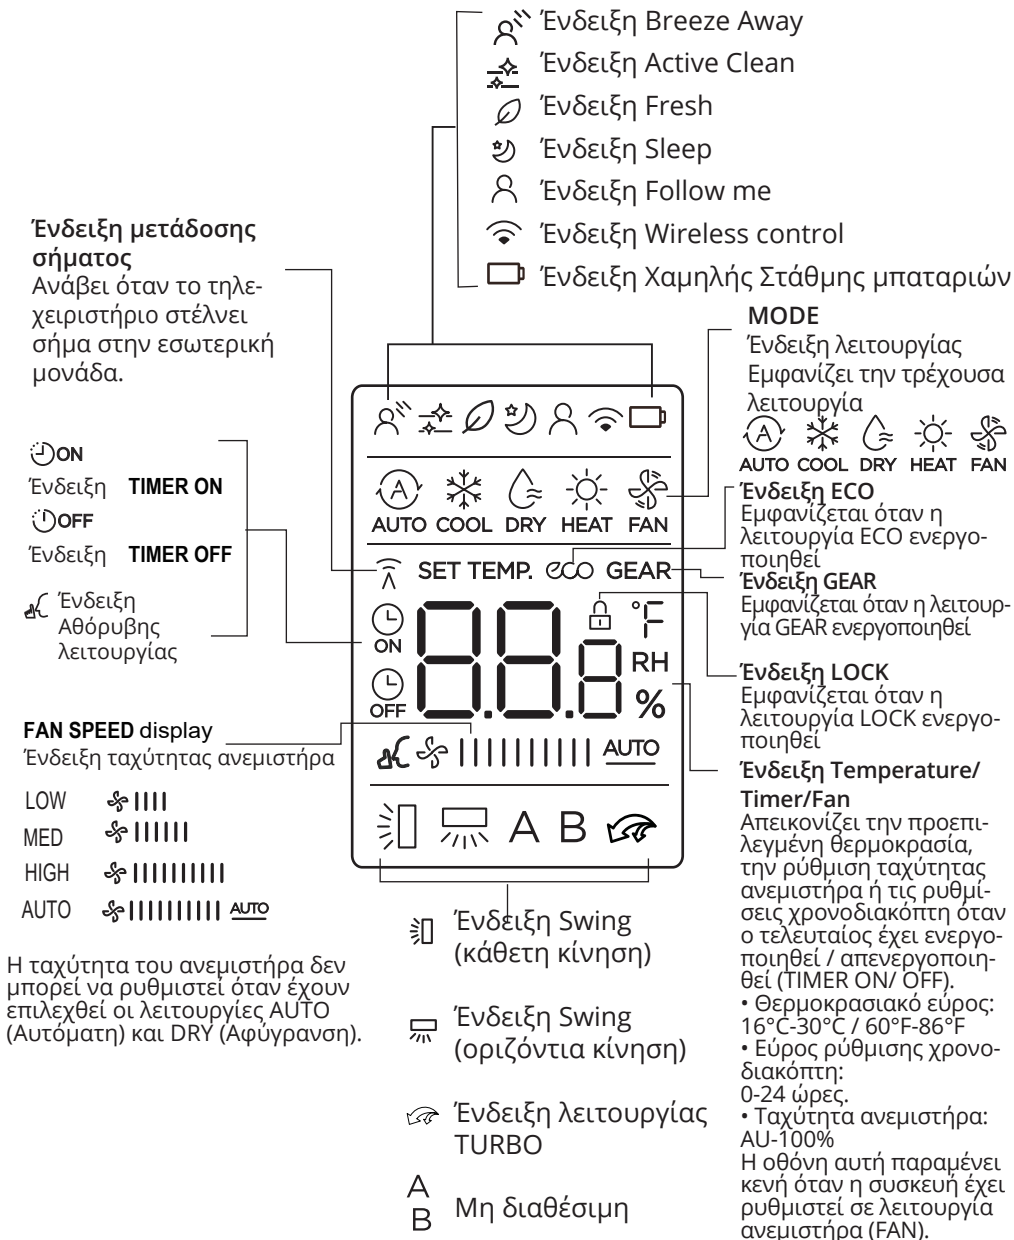 Ένδειξη Breeze Away
Ένδειξη Active Clean
Ένδειξη Fresh
Ένδειξη Sleep
Ένδειξη Follow me
Ένδειξη Wireless control
Ένδειξη Χαμηλής Στάθμης μπαταριών
Ένδειξη μετάδοσης
σήματος
Ανάβει όταν το τηλε-
χειριστήριο στέλνει
σήμα στην εσωτερική
μονάδα.
ON
Ένδειξη TIMER ON
OFF
Ένδειξη TIMER OFF
Ένδειξη
Αθόρυβης
λειτουργίας
FAN SPEED display
Ένδειξη ταχύτητας ανεμιστήρα
LOW
MED
HIGH
AUTO AUTO
Η ταχύτητα του ανεμιστήρα δεν
μπορεί να ρυθμιστεί όταν έχουν
επιλεχθεί οι λειτουργίες AUTO
(Αυτόματη) και DRY (Αφύγρανση).
A
AUTO COOL DRY HEAT FAN
SET TEMP. eco GEAR
ON
OFF
88.8
°F
RH
%
AUTO
A B
Ένδειξη Swing
(κάθετη κίνηση)
Ένδειξη Swing
(οριζόντια κίνηση)
Ένδειξη λειτουργίας
TURBO
A
B
Μη διαθέσιμη
MODE
Ένδειξη λειτουργίας
Εμφανίζει την τρέχουσα
λειτουργία
A
AUTO COOL DRY HEAT FAN
Ένδειξη ECO
Εμφανίζεται όταν η
λειτουργία ECO ενεργο-
ποιηθεί
Ένδειξη GEAR
Εμφανίζεται όταν η λειτουρ-
γία GEAR ενεργοποιηθεί
Ένδειξη LOCK
Εμφανίζεται όταν η
λειτουργία LOCK ενεργο-
ποιηθεί
Ένδειξη Temperature/
Timer/Fan
Απεικονίζει την προεπι-
λεγμένη θερμοκρασία,
την ρύθμιση ταχύτητας
ανεμιστήρα ή τις ρυθμί-
σεις χρονοδιακόπτη όταν
ο τελευταίος έχει ενεργο-
ποιηθεί / απενεργοποιη-
θεί (TIMER ON/ OFF).
• Θερμοκρασιακό εύρος:
16°C-30°C / 60°F-86°F
• Εύρος ρύθμισης χρονο-
διακόπτη:
0-24 ώρες.
• Ταχύτητα ανεμιστήρα:
AU-100%
Η οθόνη αυτή παραμένει
κενή όταν η συσκευή έχει
ρυθμιστεί σε λειτουργία
ανεμιστήρα (FAN).